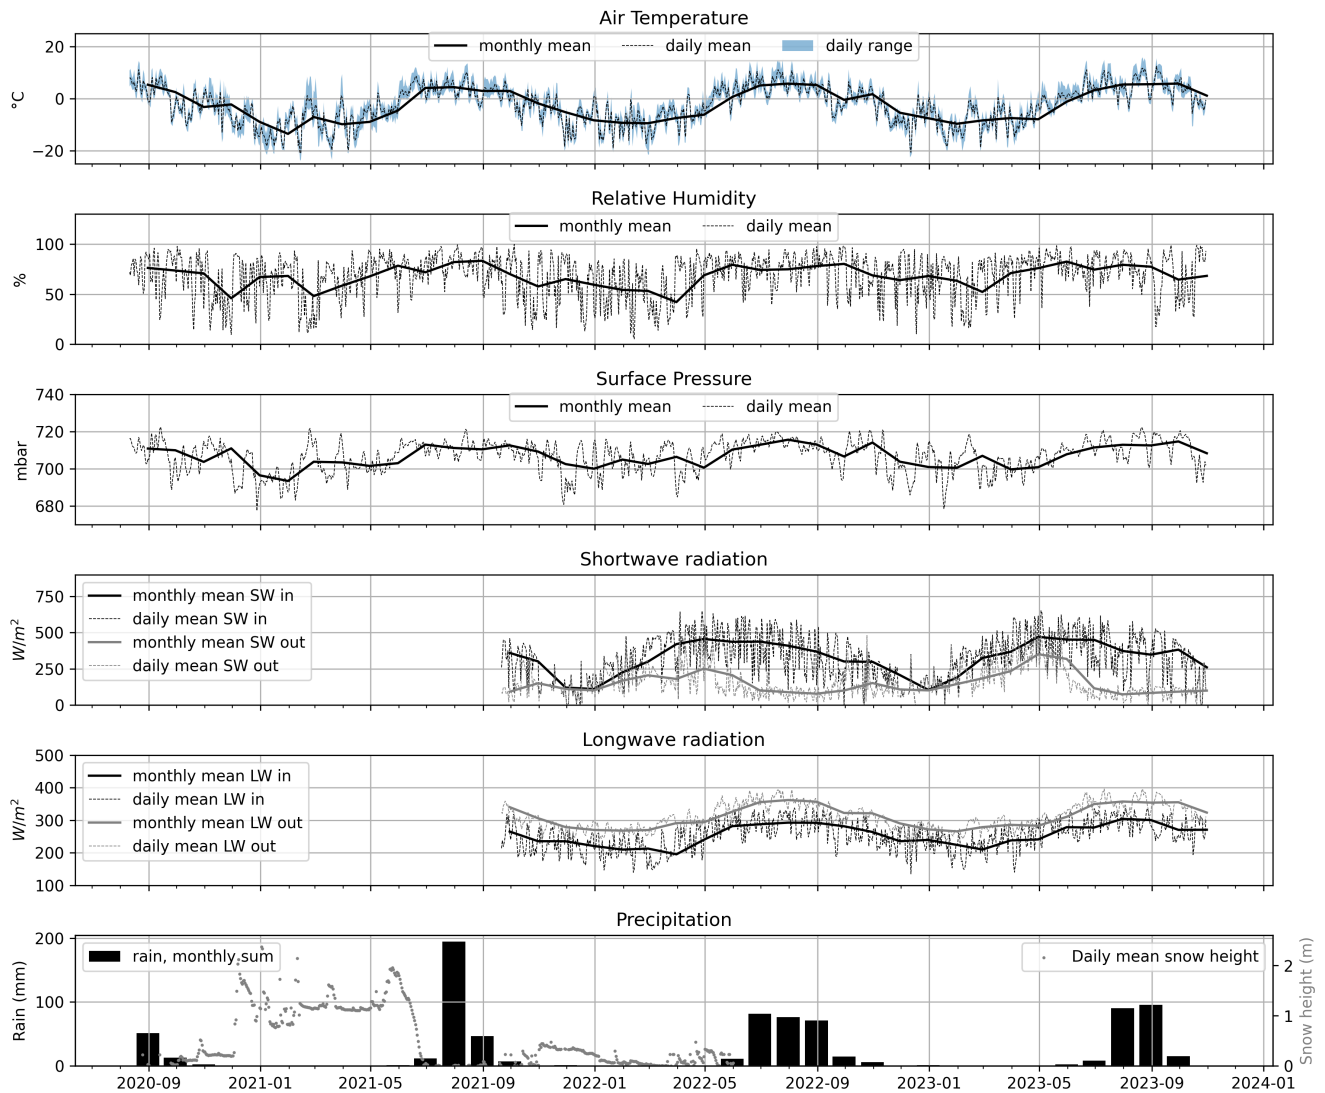 Air Temperature
monthly mean daily mean daily range
20
0
−20
°C
Relative Humidity
monthly mean daily mean
100
50
0
%
Surface Pressure
monthly mean daily mean
740
720
700
680
mbar
Shortwave radiation
monthly mean SW in
daily mean SW in
monthly mean SW out
daily mean SW out
750
500
250
0
W/m²
Longwave radiation
monthly mean LW in
daily mean LW in
monthly mean LW out
daily mean LW out
500
400
300
200
100
W/m²
Precipitation
rain, monthly sum
Daily mean snow height
200
100
0
Rain (mm)
2
1
0
Snow height (m)
2020-09 2021-01 2021-05 2021-09 2022-01 2022-05 2022-09 2023-01 2023-05 2023-09 2024-01